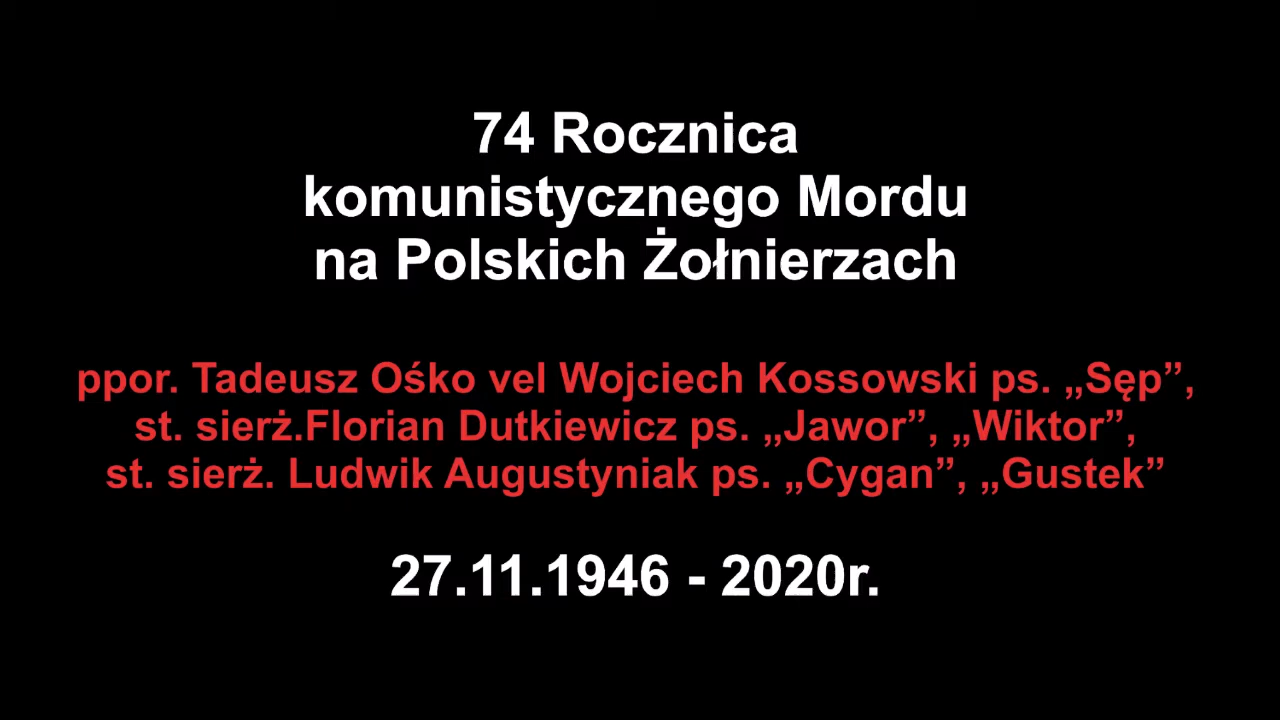 74 Rocznica
komunistycznego Mordu
na Polskich Żołnierzach
ppor. Tadeusz Ośko vel Wojciech Kossowski ps. „Sęp”,
st. sierż.Florian Dutkiewicz ps. „Jawor”, „Wiktor”,
st. sierż. Ludwik Augustyniak ps. „Cygan”, „Gustek”
27.11.1946 - 2020r.